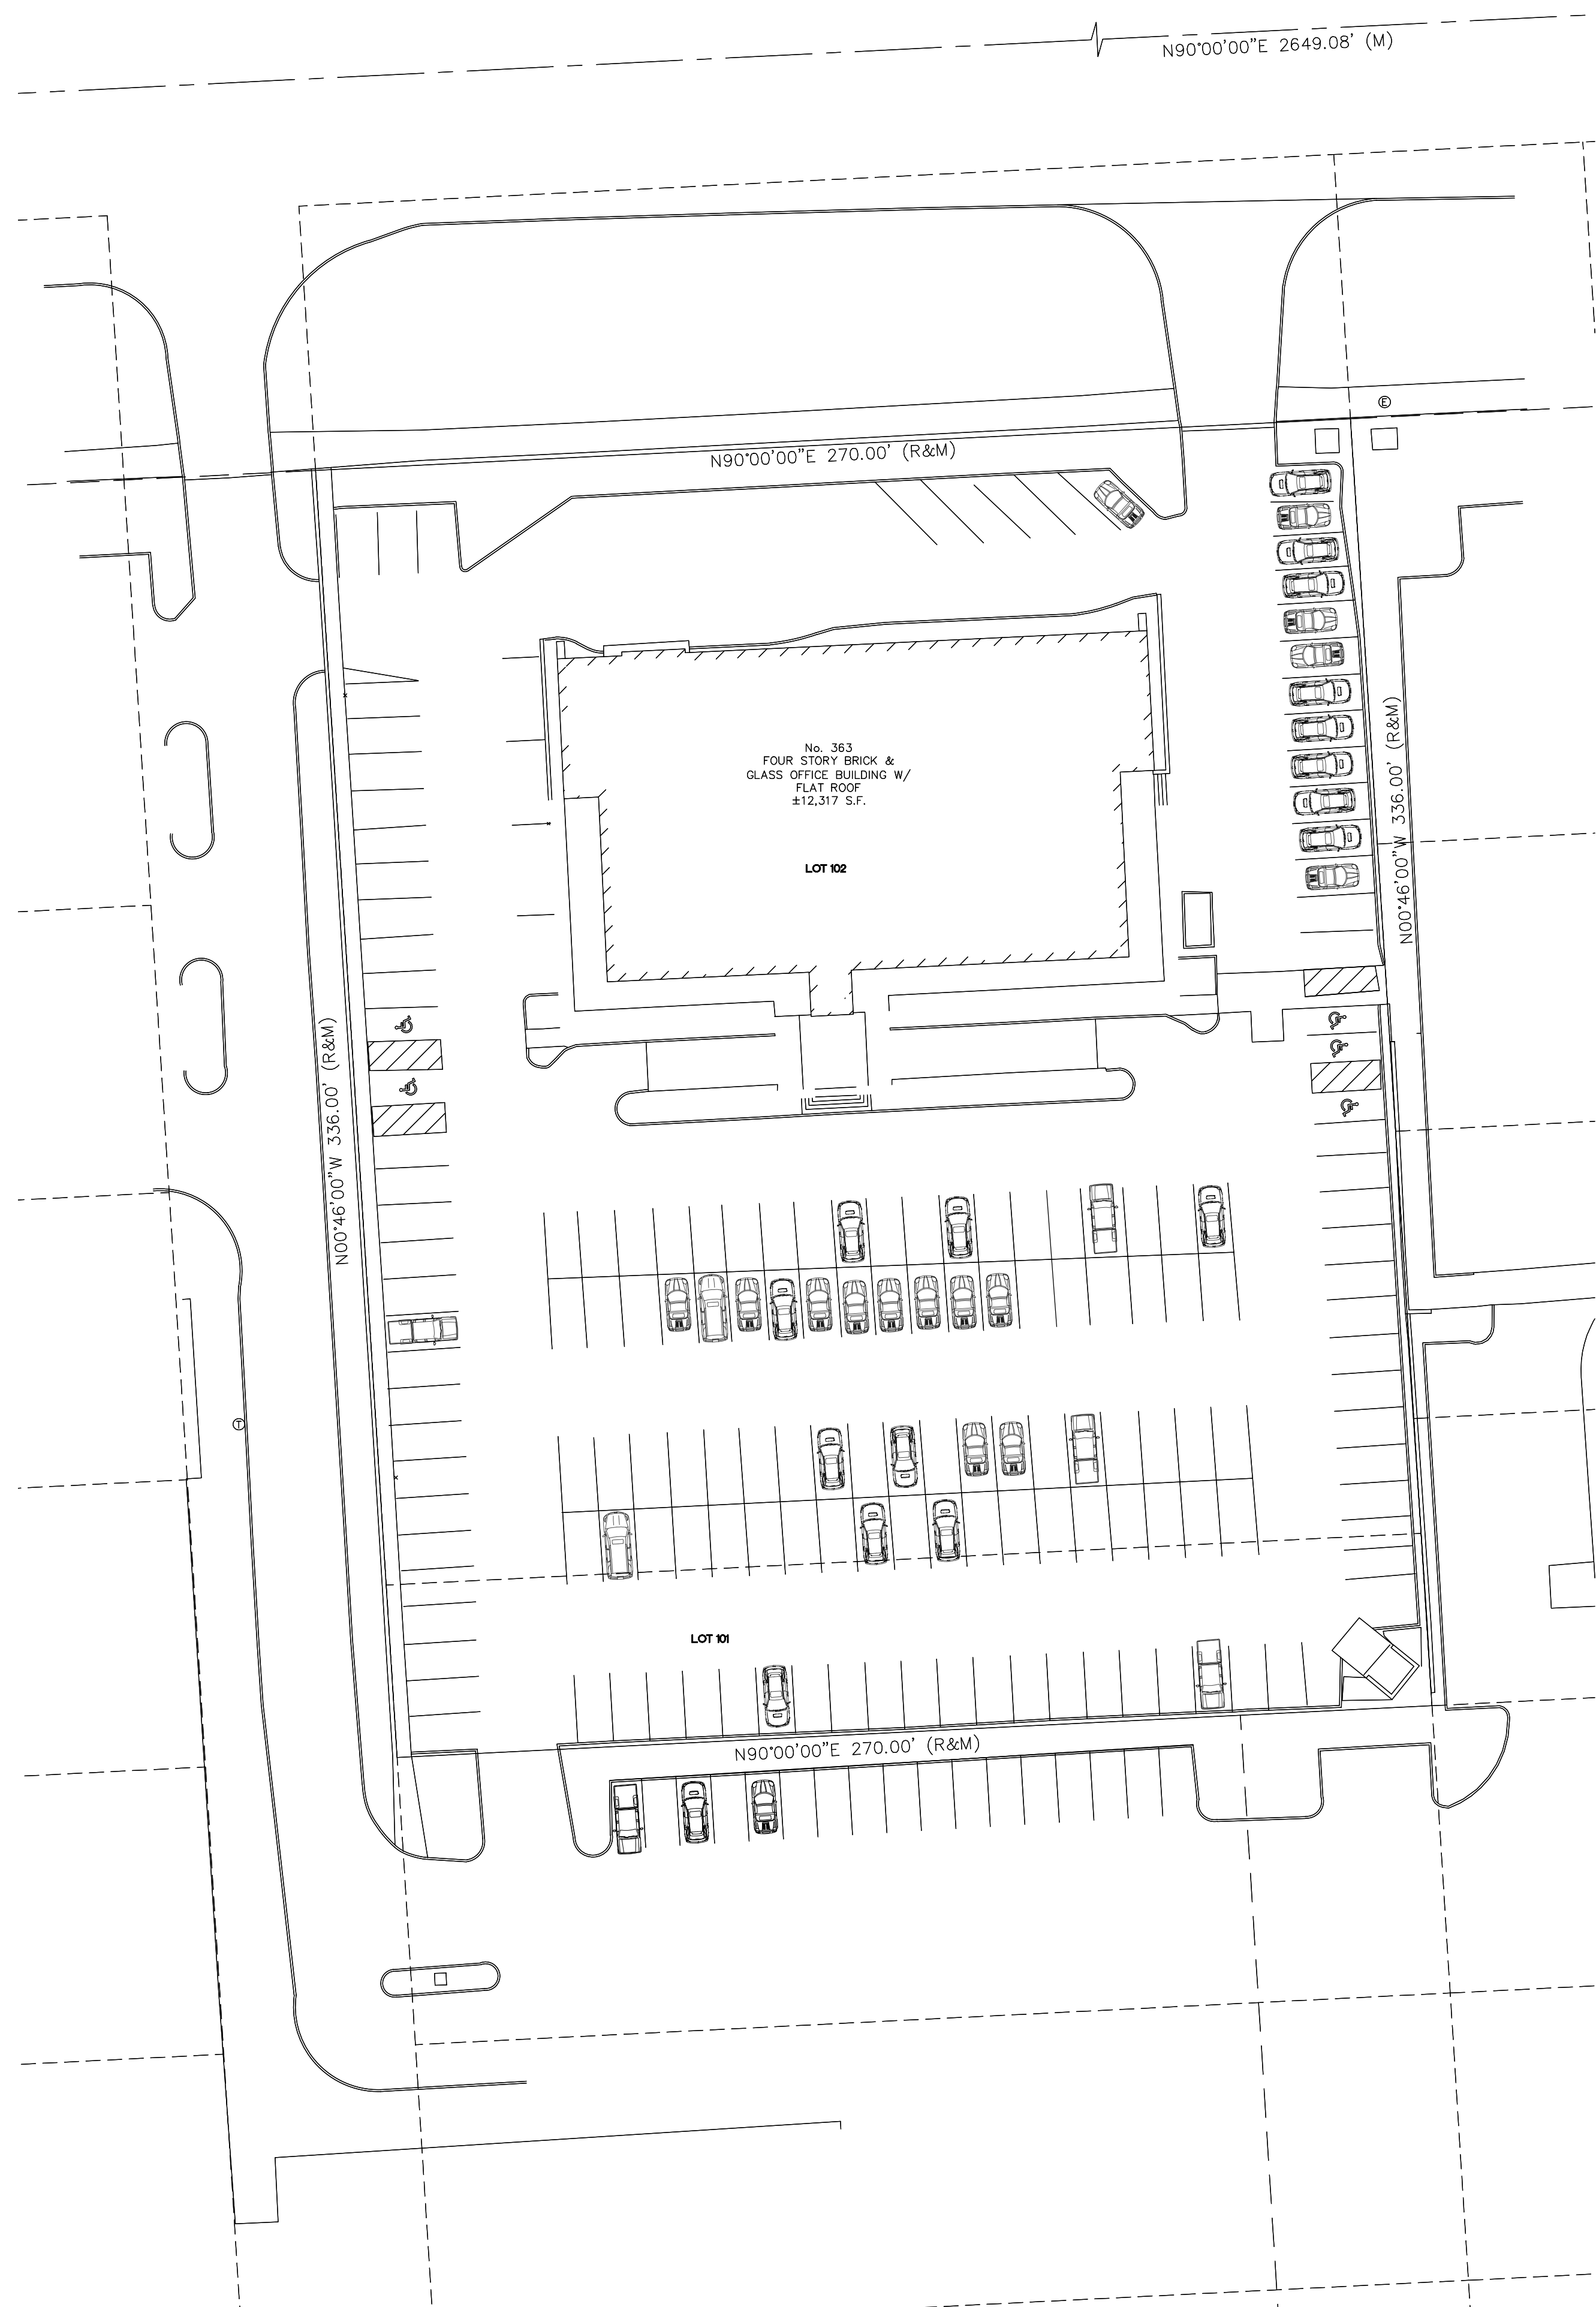 N90°00'00"E 2649.08' (M)
E
N90°00'00"E 270.00' (R&M)
No. 363
FOUR STORY BRICK &
GLASS OFFICE BUILDING W/
FLAT ROOF
±12,317 S.F.
LOT 102
N00°46'00"W 336.00' (R&M)
N00°46'00"W 336.00' (R&M)
T
LOT 101
N90°00'00"E 270.00' (R&M)